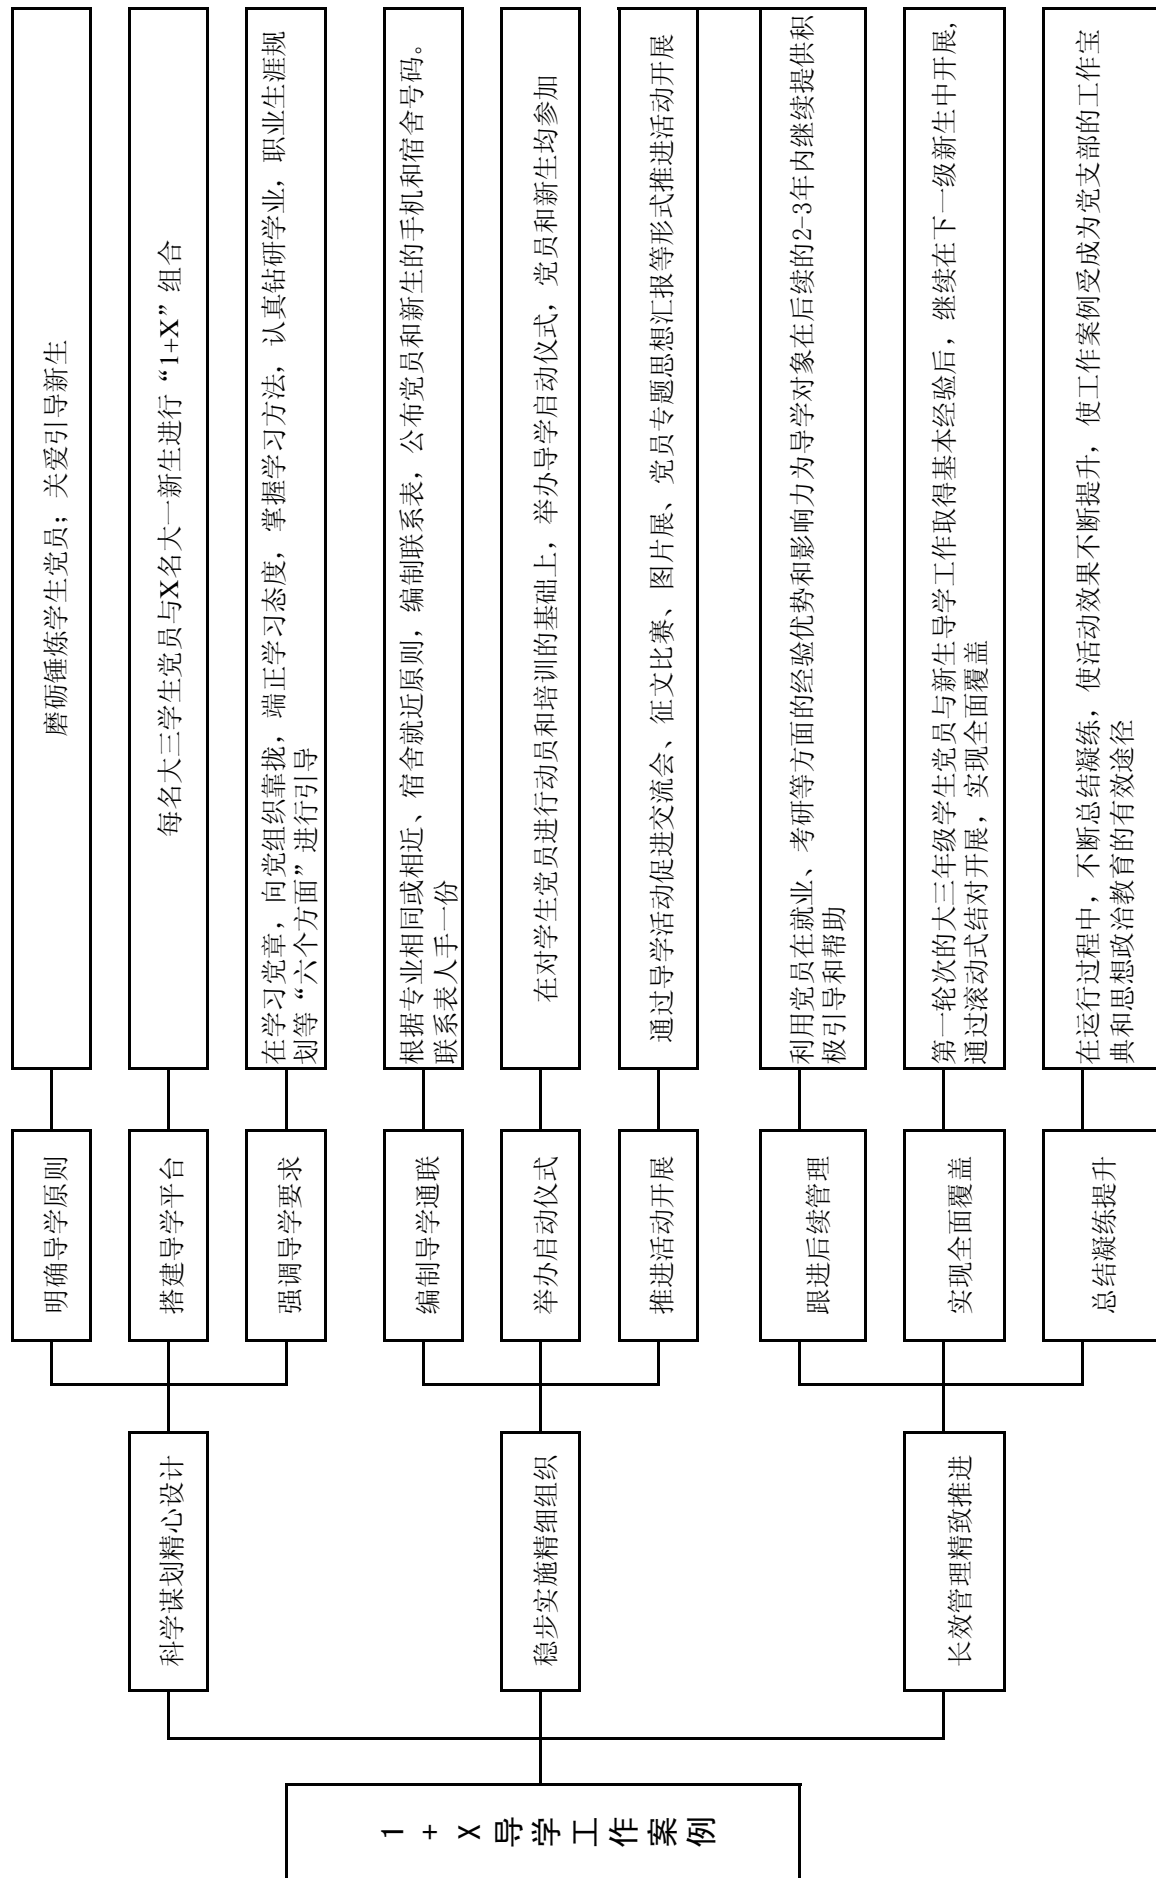 1 + X 导学工作案例
科学谋划精心设计
明确导学原则
磨砺锤炼学生党员；关爱引导新生
搭建导学平台
每名大三学生党员与X名大一新生进行“1+X”组合
强调导学要求
在学习党章，向党组织靠拢，端正学习态度，掌握学习方法，认真钻研学业，职业生涯规
划等“六个方面”进行引导
稳步实施精细组织
编制导学通联
根据专业相同或相近、宿舍就近原则，编制联系表，公布党员和新生的手机和宿舍号码。
联系表人手一份
举办启动仪式
在对学生党员进行动员和培训的基础上，举办导学启动仪式，党员和新生均参加
推进活动开展
通过导学活动促进交流会、征文比赛、图片展、党员专题思想汇报等形式推进活动开展
长效管理精致推进
跟进后续管理
利用党员在就业、考研等方面的经验优势和影响力为导学对象在后续的2-3年内继续提供积
极引导和帮助
实现全面覆盖
第一轮次的大三年级学生党员与新生导学工作取得基本经验后，继续在下一级新生中开展，
通过滚动式结对开展，实现全面覆盖
总结凝练提升
在运行过程中，不断总结凝练，使活动效果不断提升，使工作案例受成为党支部的工作宝
典和思想政治教育的有效途径